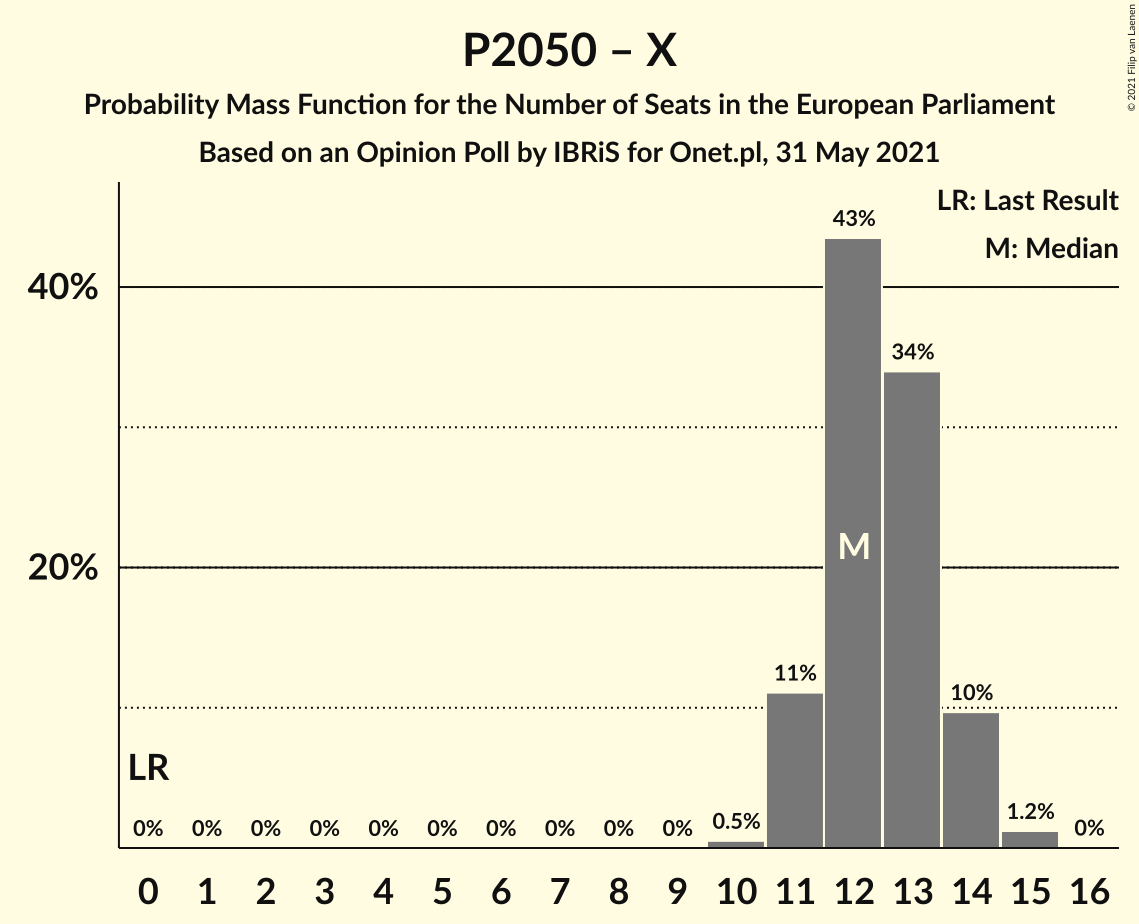 P2050 – X
Probability Mass Function for the Number of Seats in the European Parliament
Based on an Opinion Poll by IBRiS for Onet.pl, 31 May 2021
© 2021 Filip van Laenen
LR: Last Result
M: Median
40%
20%
43%
34%
M
11%
10%
LR
0% 0% 0% 0% 0% 0% 0% 0% 0% 0% 0.5% 1.2% 0%
0 1 2 3 4 5 6 7 8 9 10 11 12 13 14 15 16